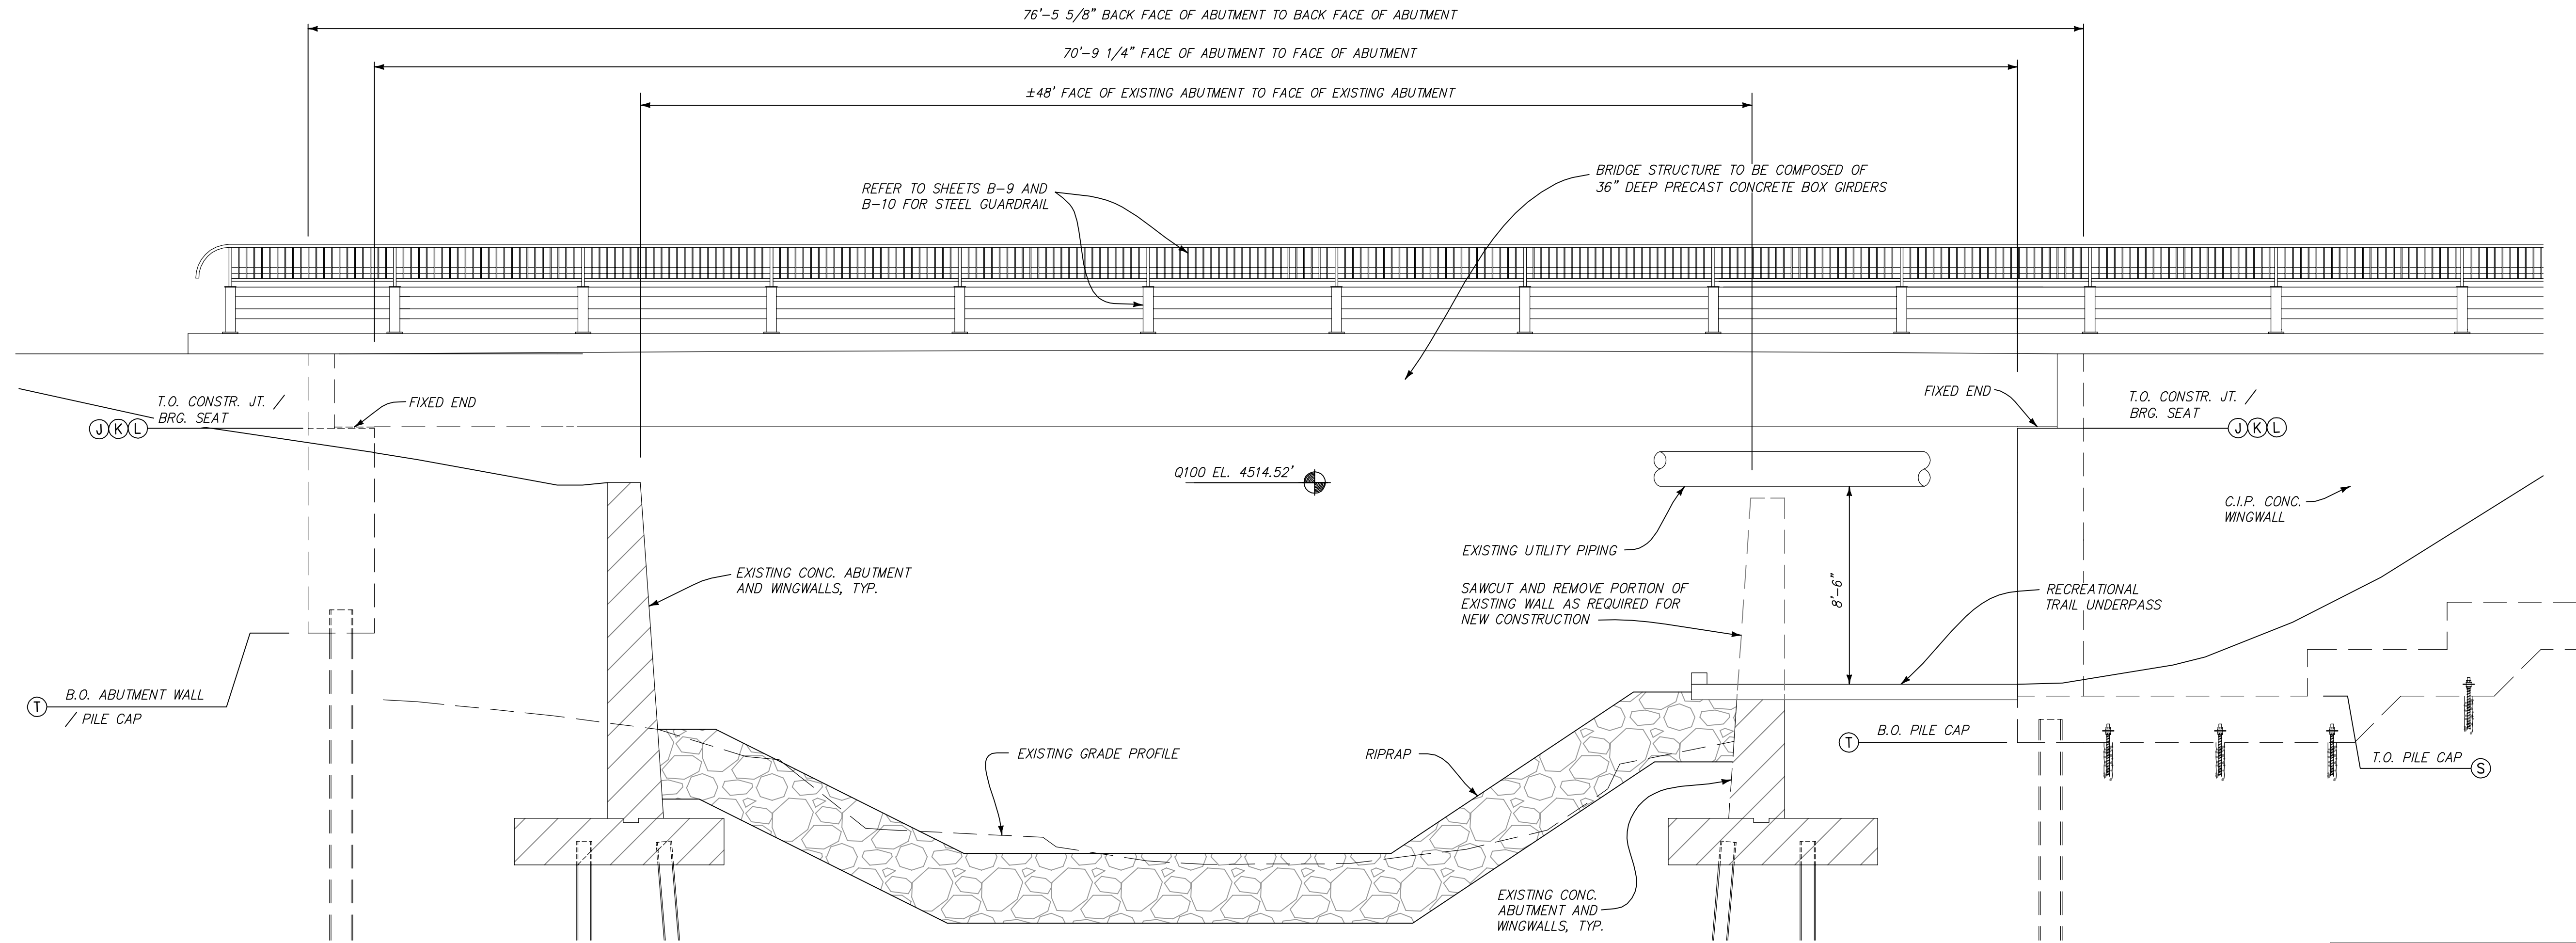 76'-5 5/8" BACK FACE OF ABUTMENT TO BACK FACE OF ABUTMENT
70'-9 1/4" FACE OF ABUTMENT TO FACE OF ABUTMENT
±48' FACE OF EXISTING ABUTMENT TO FACE OF EXISTING ABUTMENT
BRIDGE STRUCTURE TO BE COMPOSED OF
36" DEEP PRECAST CONCRETE BOX GIRDERS
REFER TO SHEETS B-9 AND
B-10 FOR STEEL GUARDRAIL
T.O. CONSTR. JT. /
BRG. SEAT
J K L
FIXED END
FIXED END
T.O. CONSTR. JT. /
BRG. SEAT
J K L
Q100 EL. 4514.52'
C.I.P. CONC.
WINGWALL
EXISTING UTILITY PIPING
EXISTING CONC. ABUTMENT
AND WINGWALLS, TYP.
SAWCUT AND REMOVE PORTION OF
EXISTING WALL AS REQUIRED FOR
NEW CONSTRUCTION
8'-6"
RECREATIONAL
TRAIL UNDERPASS
T
B.O. ABUTMENT WALL
/ PILE CAP
EXISTING GRADE PROFILE
RIPRAP
T
B.O. PILE CAP
T.O. PILE CAP
S
EXISTING CONC.
ABUTMENT AND
WINGWALLS, TYP.